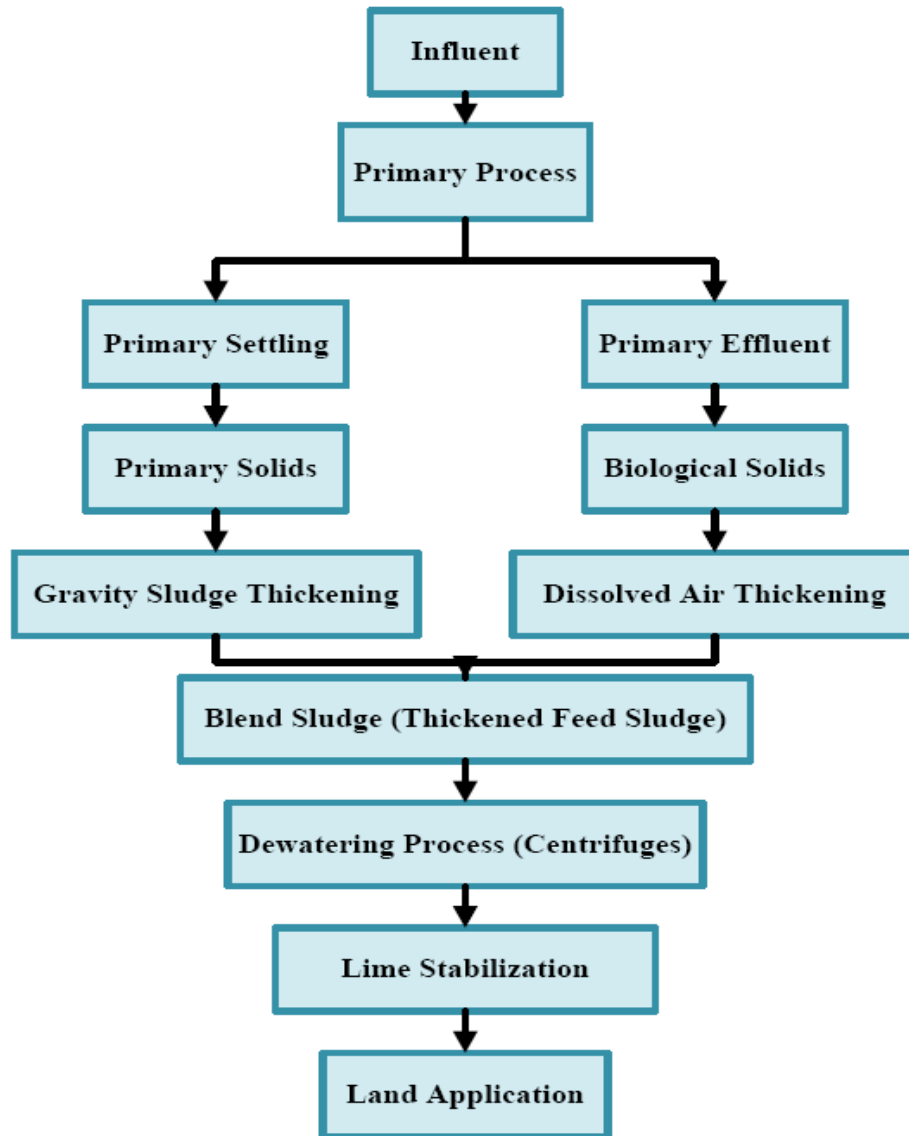 Influent
Primary Process
Primary Settling
Primary Effluent
Primary Solids
Biological Solids
Gravity Sludge Thickening
Dissolved Air Thickening
Blend Sludge (Thickened Feed Sludge)
Dewatering Process (Centrifuges)
Lime Stabilization
Land Application